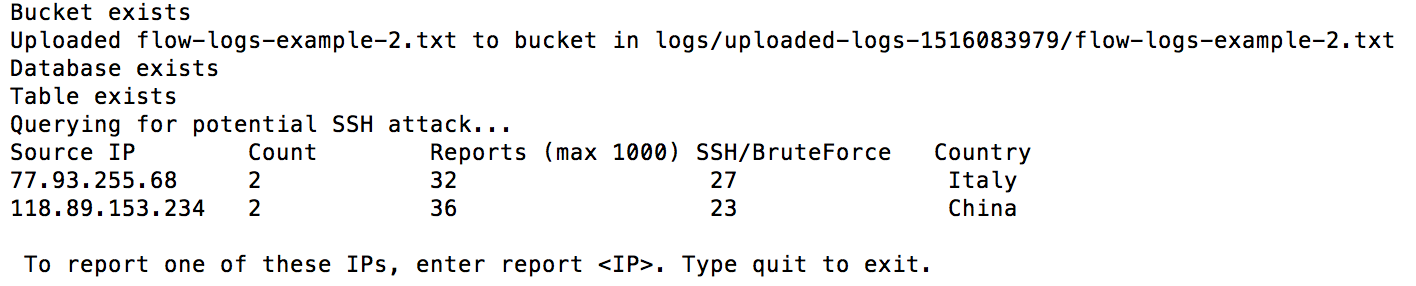 Bucket exists
Uploaded flow-logs-example-2.txt to bucket in logs/uploaded-logs-1516083979/flow-logs-example-2.txt
Database exists
Table exists
Querying for potential SSH attack...
Source IP        Count        Reports (max 1000) SSH/BruteForce   Country
77.93.255.68     2            32                  27               Italy
118.89.153.234   2            36                  23               China
To report one of these IPs, enter report <IP>. Type quit to exit.